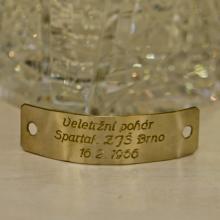 Veletržní pohár
Spartak ZJŠ Brno
16 2. 1966